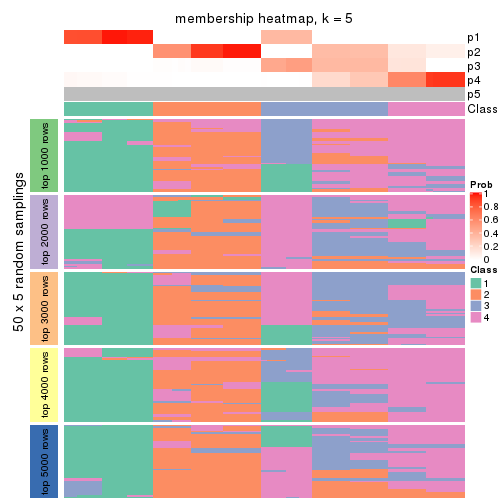 membership heatmap, k = 5
p1
p2
p3
p4
p5
Class
50 x 5 random samplings
top 1000 rows
top 2000 rows
top 3000 rows
top 4000 rows
top 5000 rows
Prob
1
0.8
0.6
0.4
0.2
0
Class
1
2
3
4